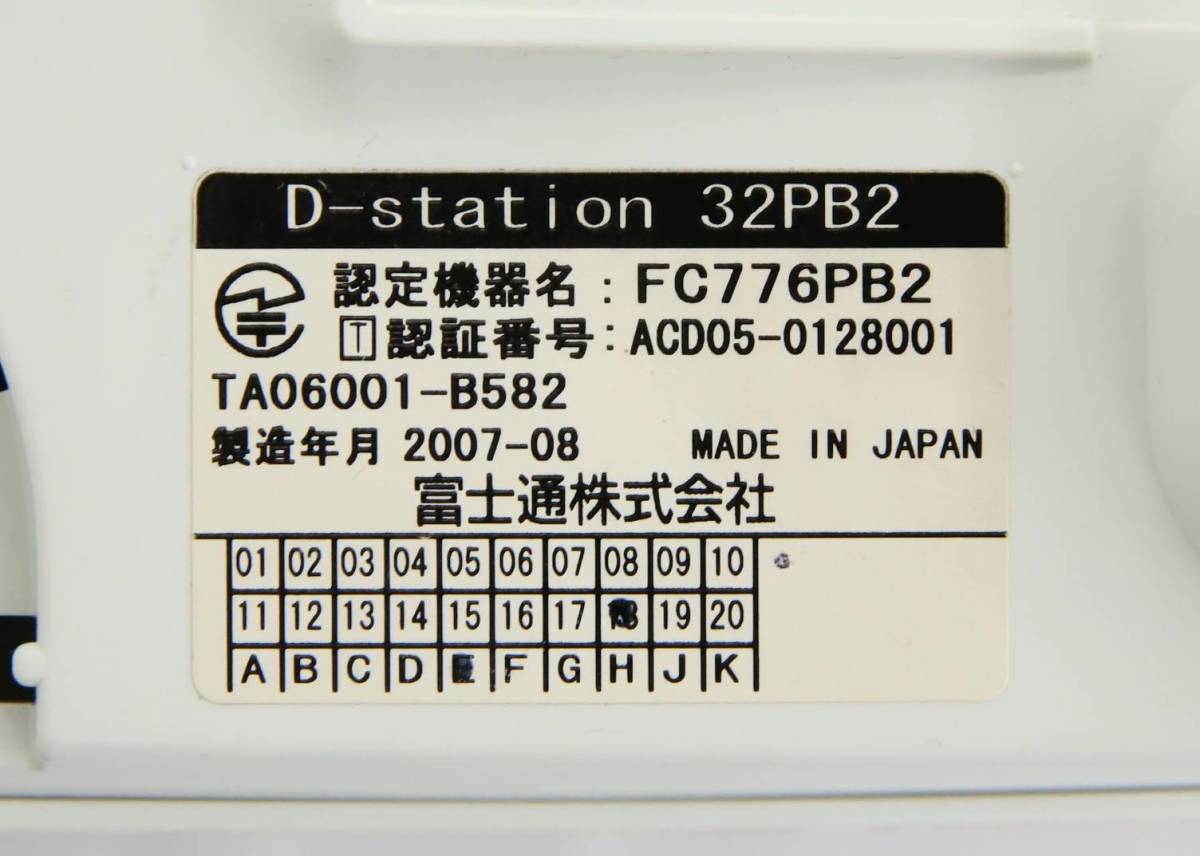 D-station 32PB2
認定機器名：FC776PB2
T 認証番号：ACD05-0128001
TA06001-B582
製造年月 2007-08 MADE IN JAPAN
富士通株式会社
01 02 03 04 05 06 07 08 09 10
11 12 13 14 15 16 17 18 19 20
A B C D E F G H J K